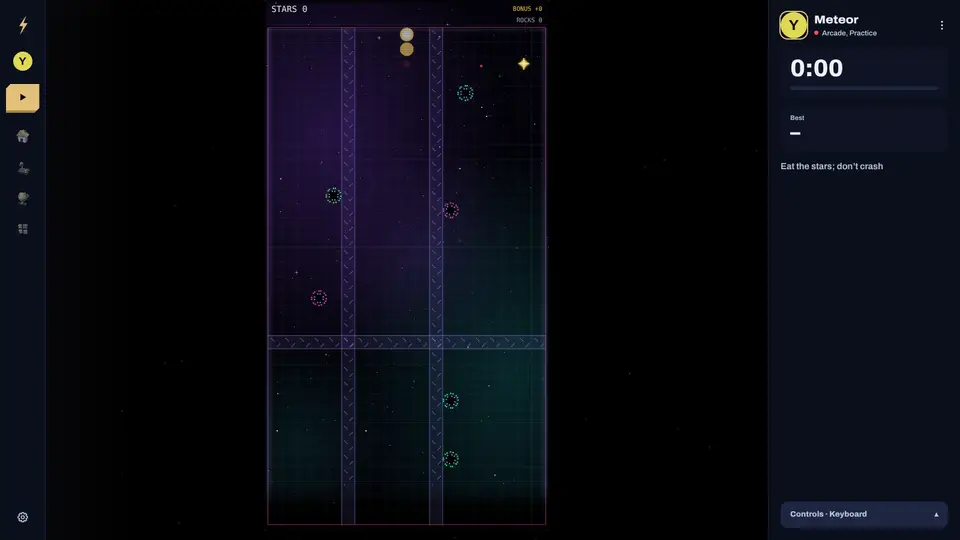 STARS 0
BONUS +0
ROCKS 0
Y
Y
Meteor
Arcade, Practice
0:00
Best
–
Eat the stars; don't crash
Controls · Keyboard